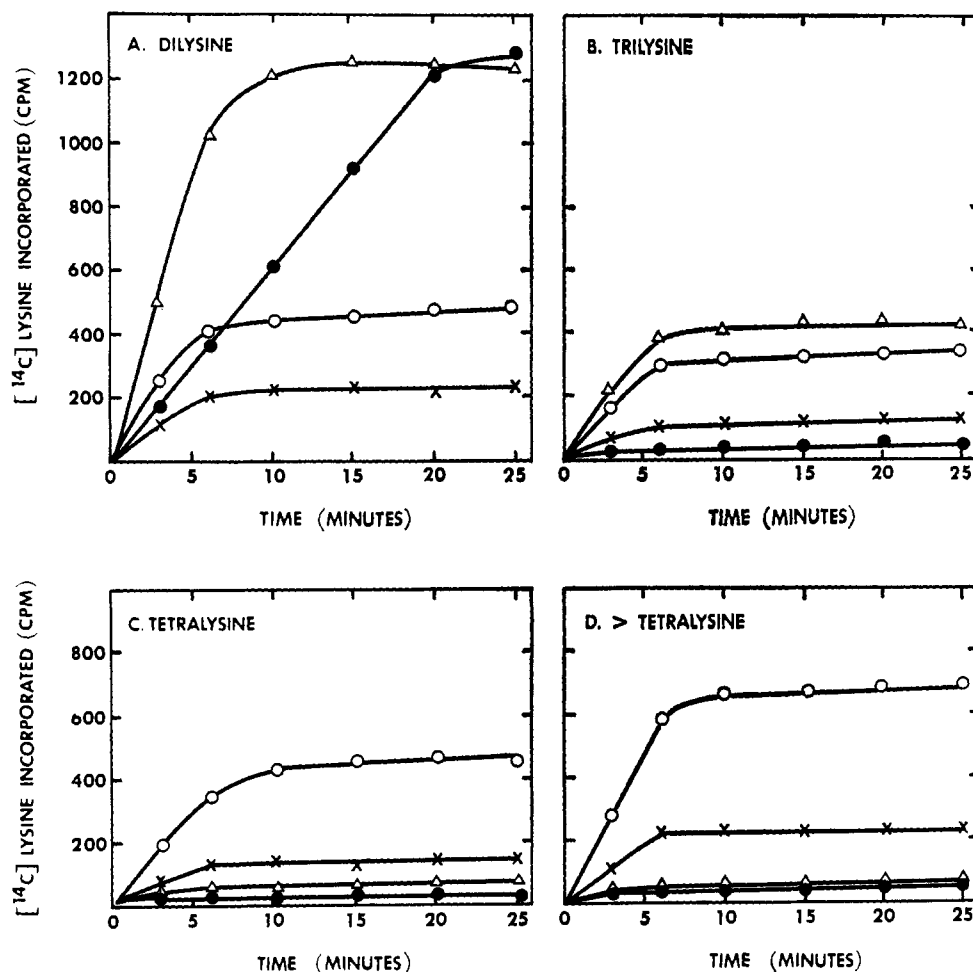 A. DILYSINE
[14C] LYSINE INCORPORATED (CPM)
1200
1000
800
600
400
200
0 5 10 15 20 25
TIME (MINUTES)
B. TRILYSINE
0 5 10 15 20 25
TIME (MINUTES)
C. TETRALYSINE
[14C] LYSINE INCORPORATED (CPM)
800
600
400
200
0 5 10 15 20 25
TIME (MINUTES)
D. > TETRALYSINE
0 5 10 15 20 25
TIME (MINUTES)